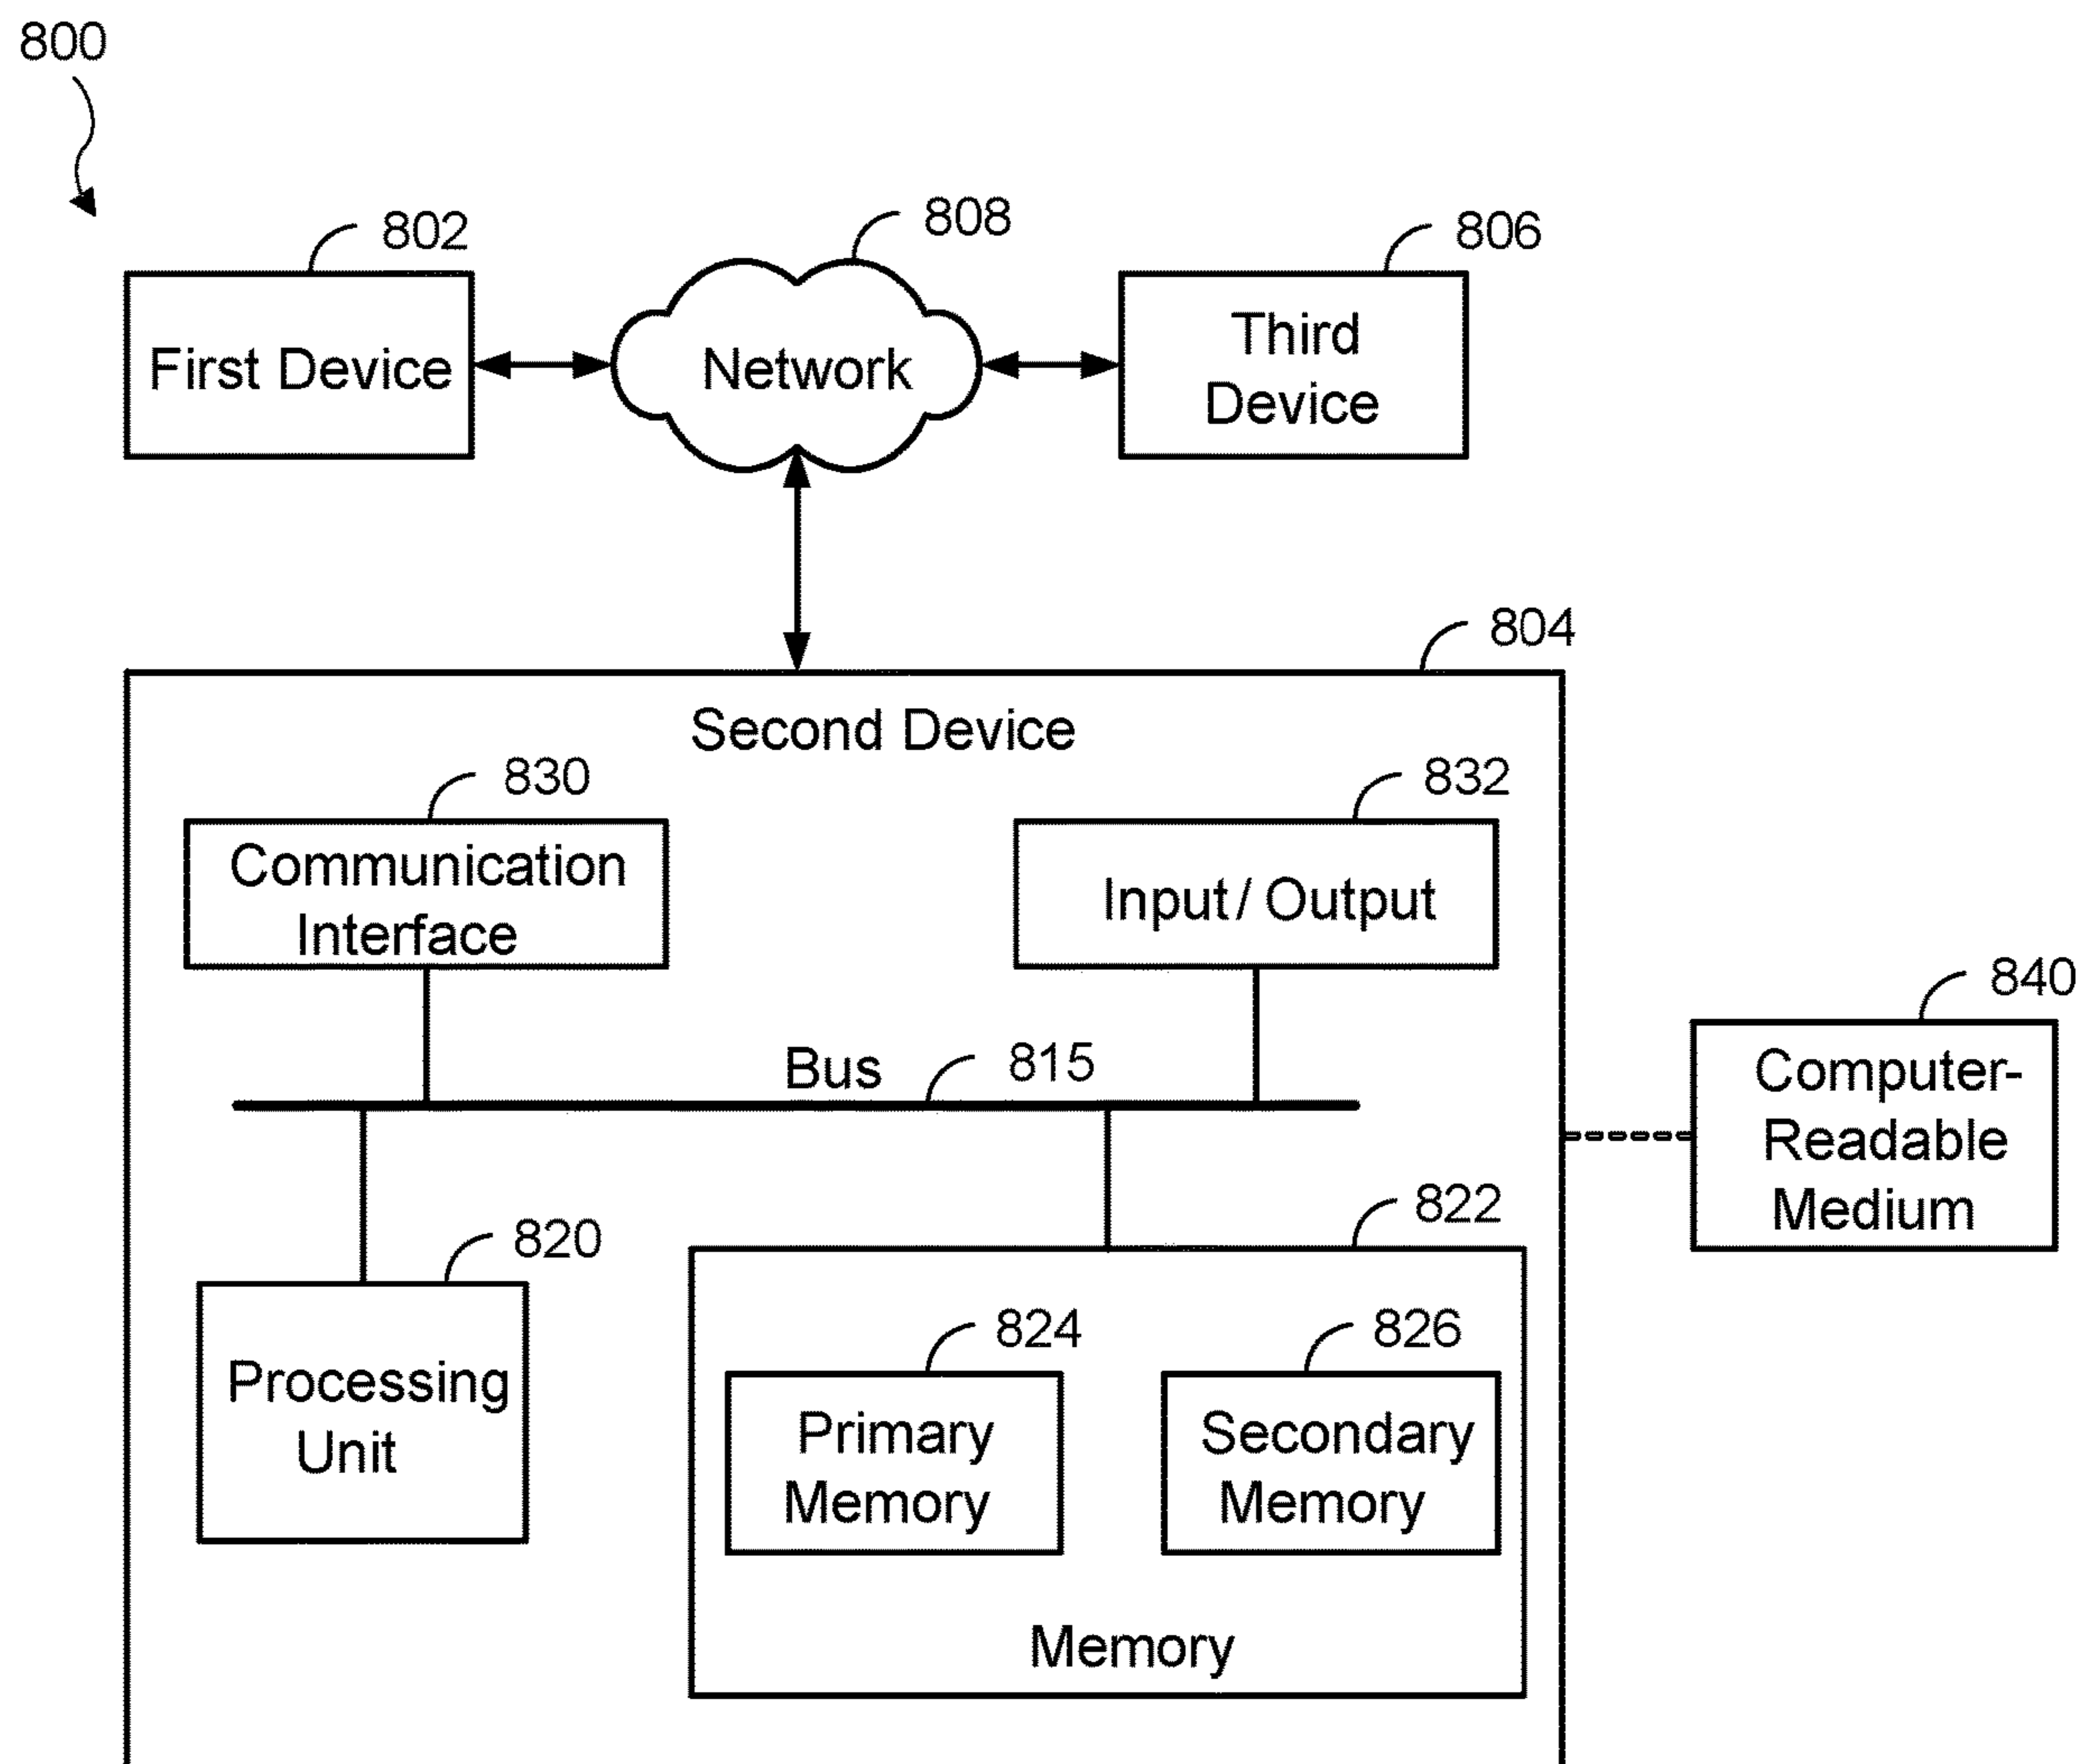 800
802
808
806
First Device
Network
Third
Device
804
Second Device
830
832
Communication
Interface
Input / Output
840
Bus
815
Computer-
Readable
Medium
820
822
Processing
Unit
824
826
Primary
Memory
Secondary
Memory
Memory